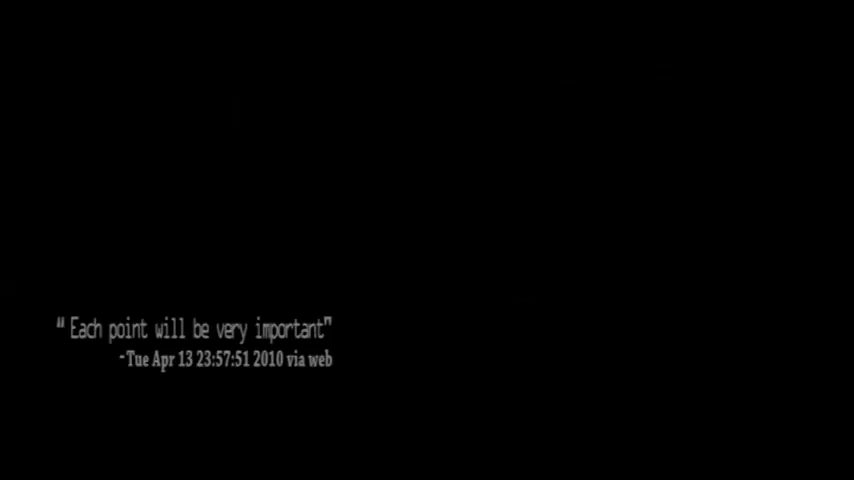 “ Each point will be very important”
-Tue Apr 13 23:57:51 2010 via web